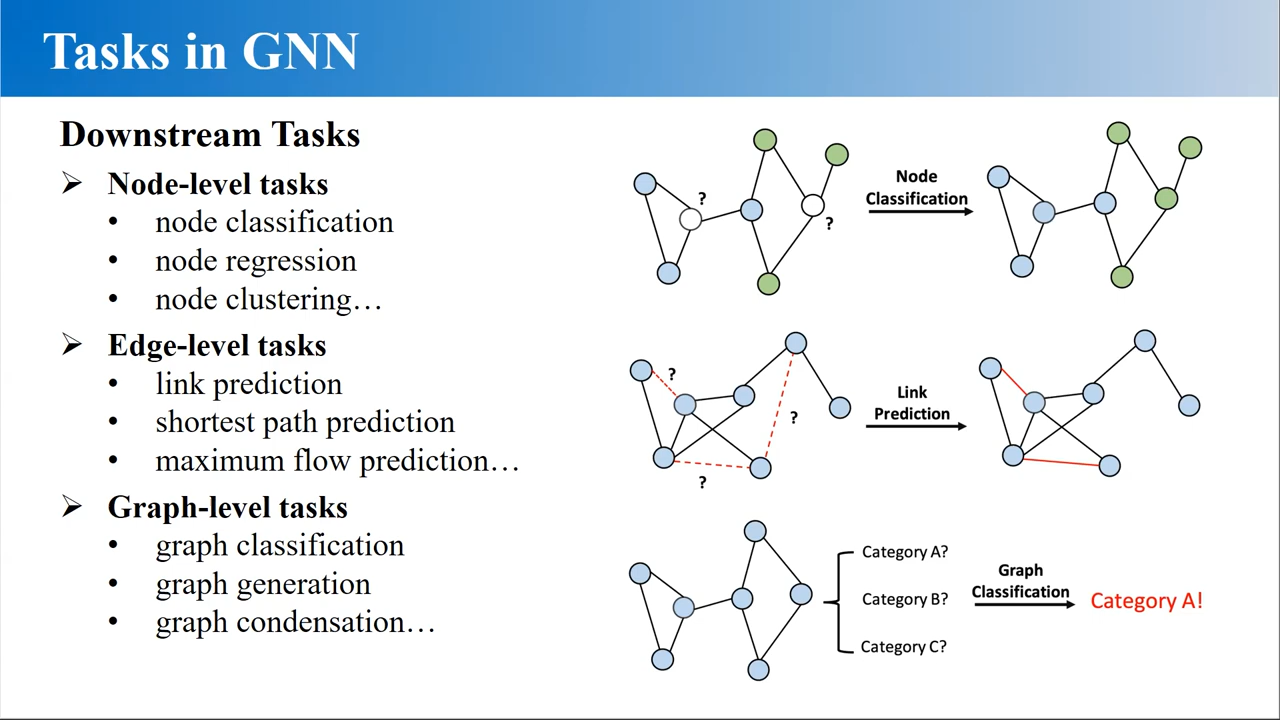 Tasks in GNN
Downstream Tasks
➢ Node-level tasks
• node classification
• node regression
• node clustering…
➢ Edge-level tasks
• link prediction
• shortest path prediction
• maximum flow prediction…
➢ Graph-level tasks
• graph classification
• graph generation
• graph condensation…
?
?
Node
Classification
?
?
?
Link
Prediction
Category A?
Category B?
Category C?
Graph
Classification
Category A!